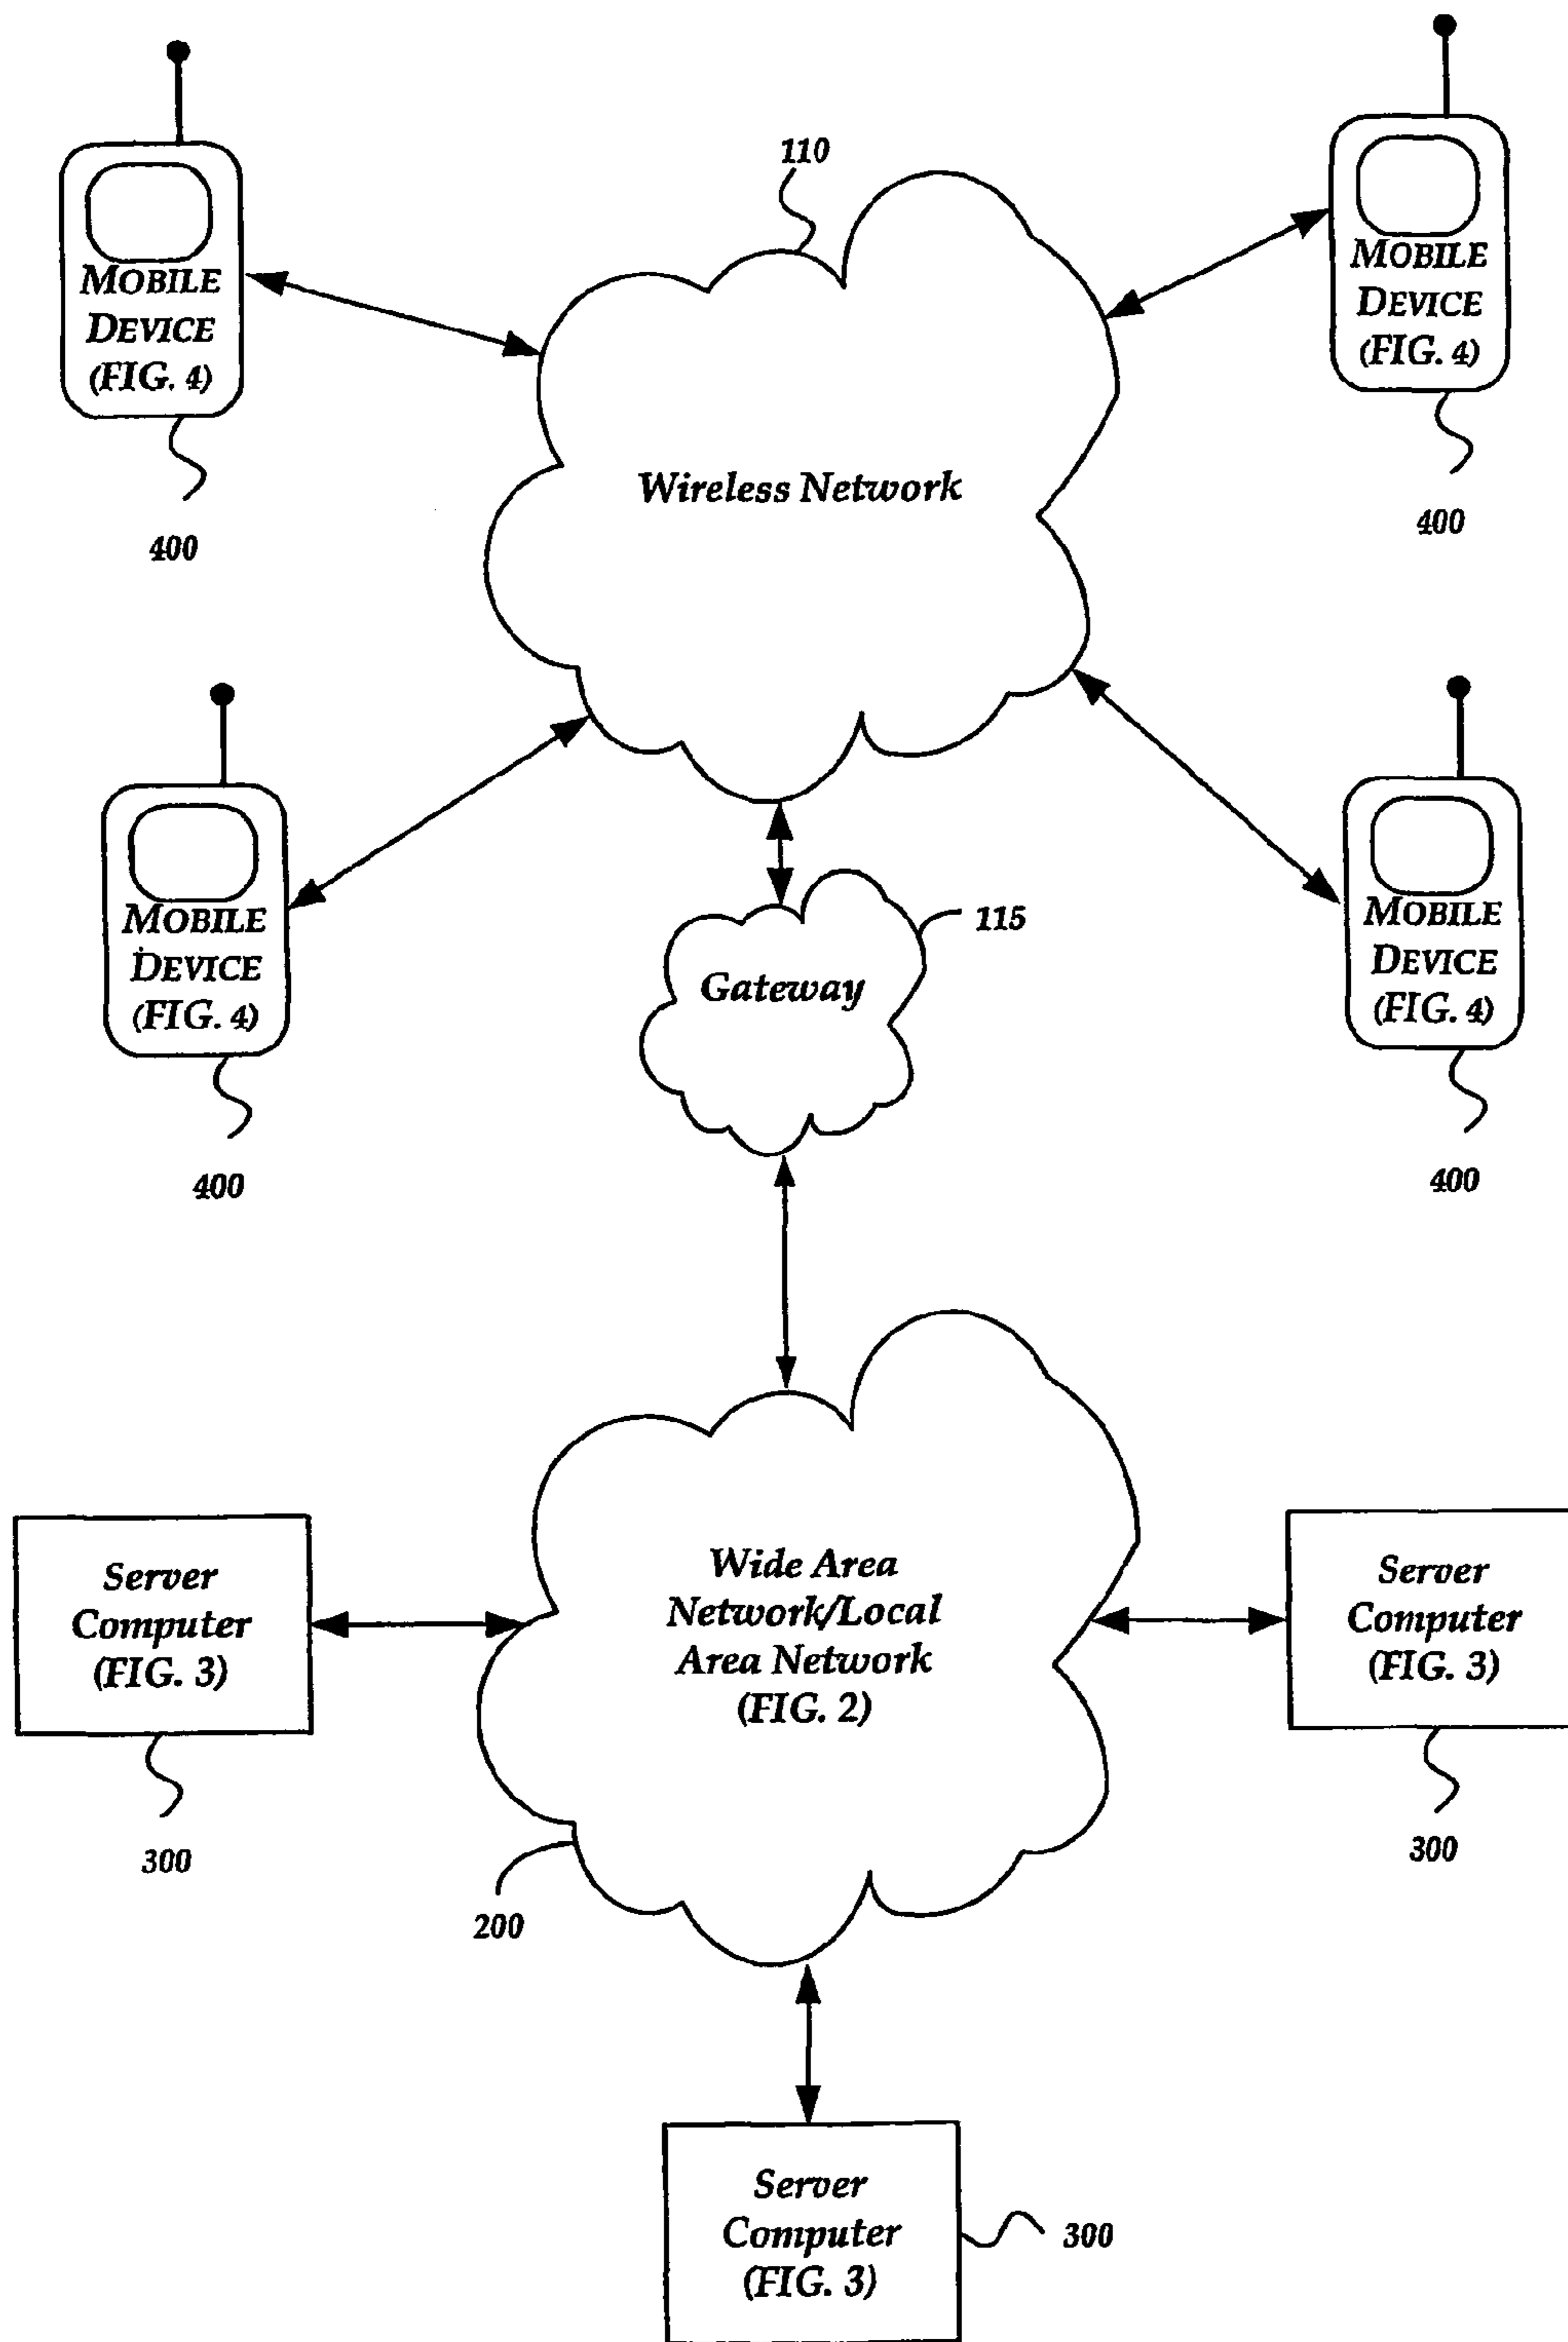 110
MOBILE
DEVICE
(FIG. 4)
400
MOBILE
DEVICE
(FIG. 4)
400
Wireless Network
MOBILE
DEVICE
(FIG. 4)
400
MOBILE
DEVICE
(FIG. 4)
400
115
Gateway
Server
Computer
(FIG. 3)
300
Wide Area
Network/Local
Area Network
(FIG. 2)
200
Server
Computer
(FIG. 3)
300
Server
Computer
(FIG. 3)
300